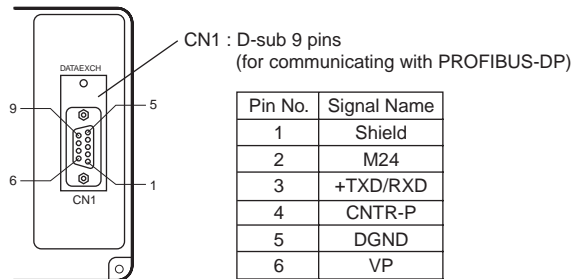 CN1 : D-sub 9 pins
(for communicating with PROFIBUS-DP)
DATAEXCH
9
5
6
1
CN1
Pin No. Signal Name
1 Shield
2 M24
3 +TXD/RXD
4 CNTR-P
5 DGND
6 VP